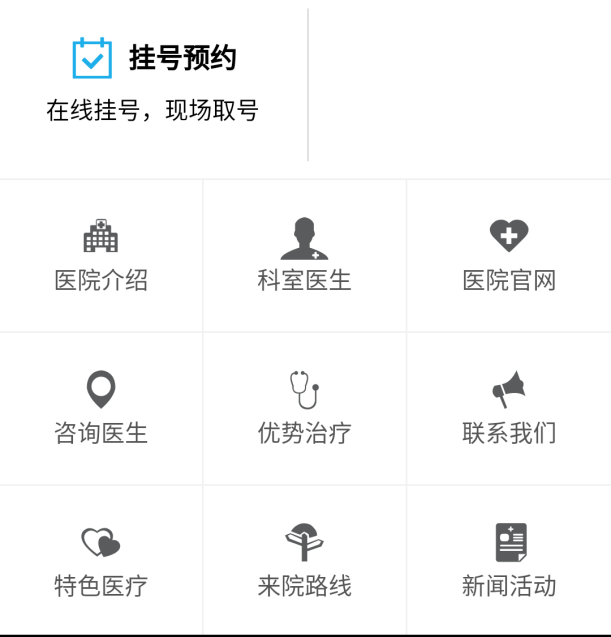 挂号预约
在线挂号，现场取号
医院介绍
科室医生
医院官网
咨询医生
优势治疗
联系我们
特色医疗
来院路线
新闻活动